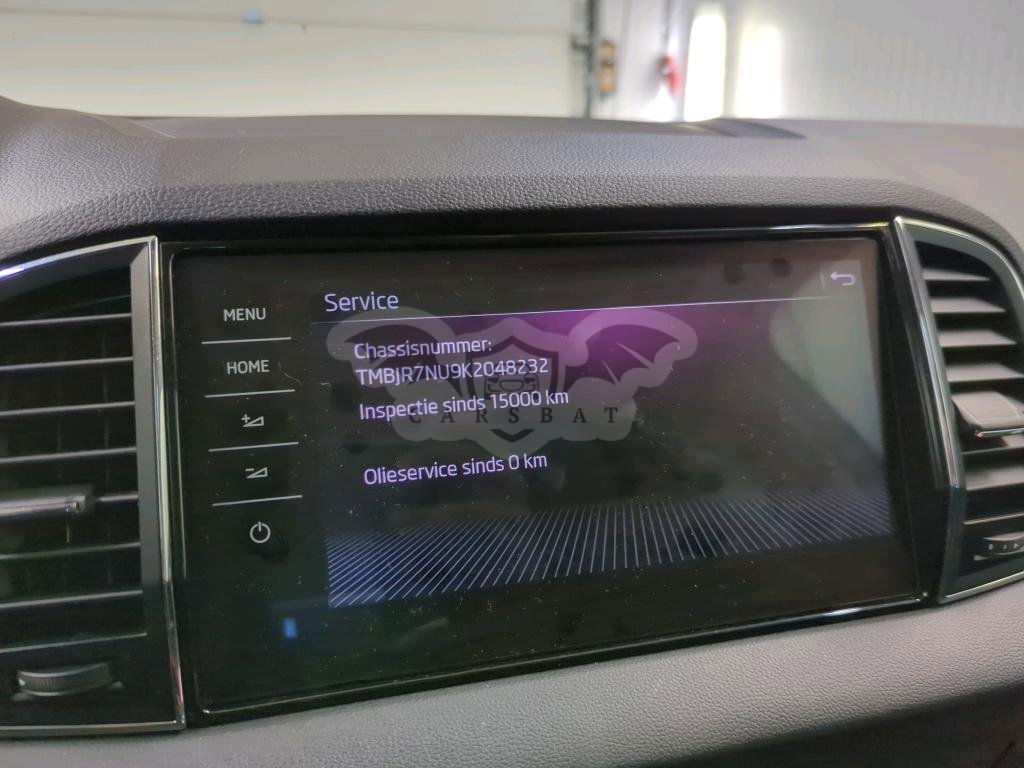 MENU
HOME
Service
Chassisnummer:
TMBJR7NU9K2048232
Inspectie sinds 15000 km
CARSBAT
Olieservice sinds 0 km